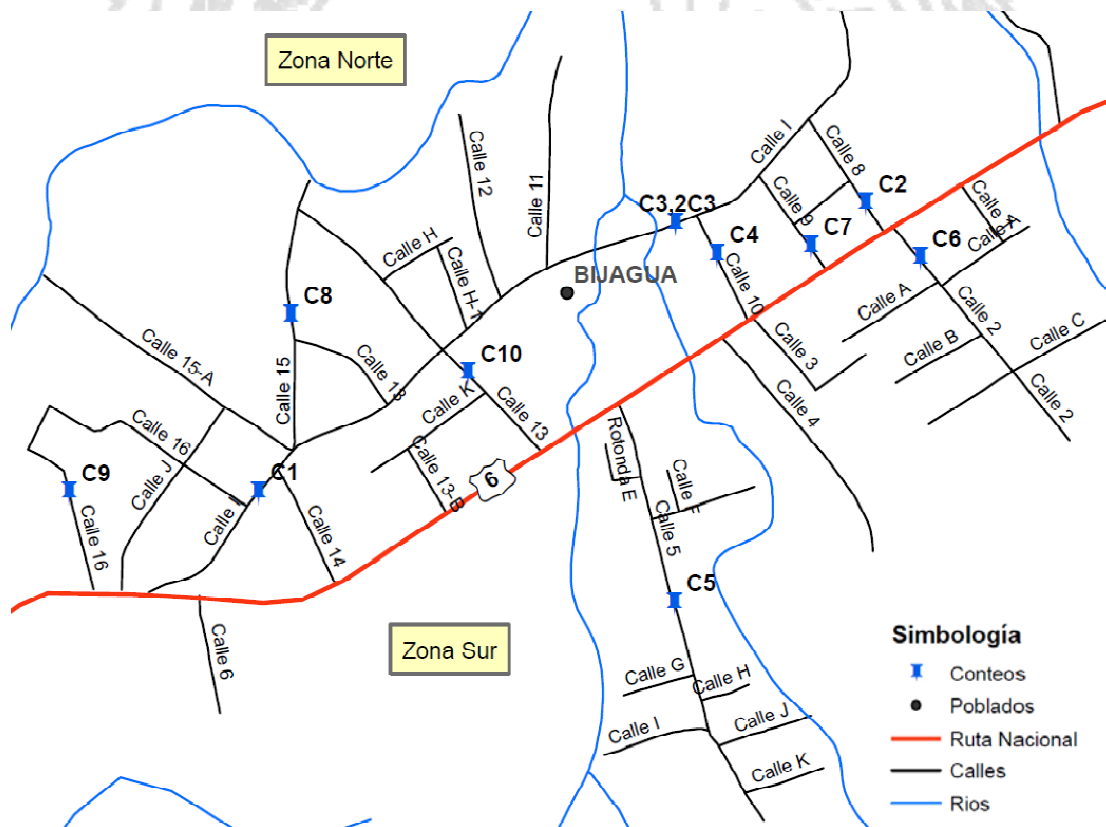 Zona Norte
Calle I
Calle 12
Calle 8
Calle 11
C2
C3,2C3
Calle 9
Calle 7
Calle A
Calle H
C7
C4
C6
Calle H-1
BIJAGUA
Calle 10
C8
Calle A
Calle 2
Calle C
Calle 15-A
C10
Calle 3
Calle B
Calle 15
Calle 13
Calle K
Calle 13
Calle 4
Calle 2
Calle 16
C9
Calle J
C1
Calle 13-B
6
Rotonda E
Calle F
Calle I
Calle 5
Calle 16
Calle 14
C5
Zona Sur
Calle 6
Calle G
Calle H
Calle I
Calle J
Calle K
Simbología
Conteos
Poblados
Ruta Nacional
Calles
Rios